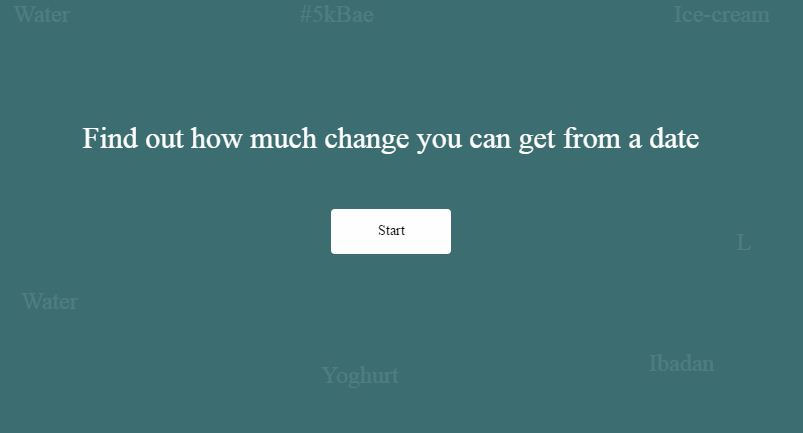 Water
#5kBae
Ice-cream
Find out how much change you can get from a date
Start
L
Water
Ibadan
Yoghurt